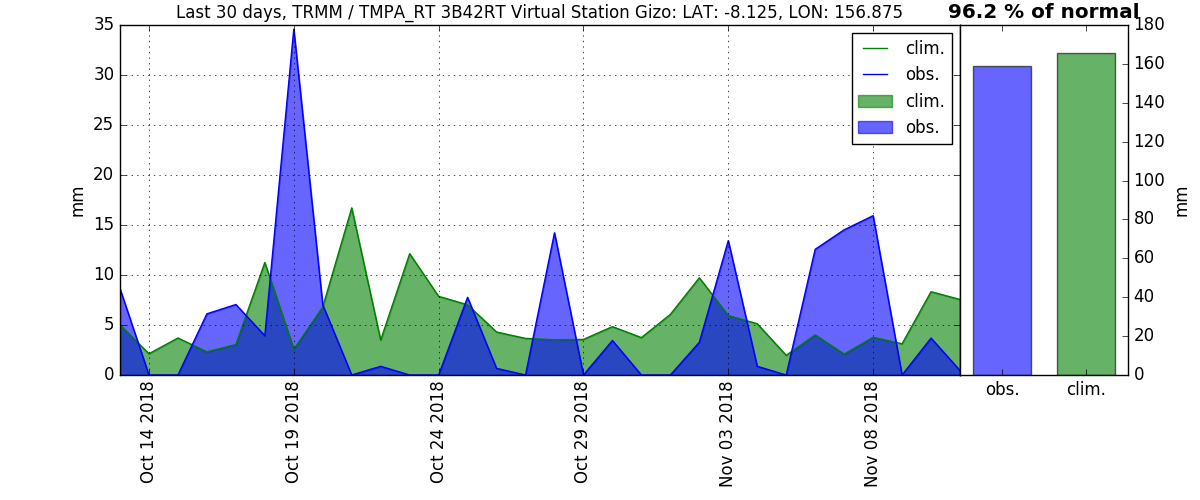 Last 30 days, TRMM / TMPA_RT 3B42RT Virtual Station Gizo: LAT: -8.125, LON: 156.875
96.2 % of normal
35
30
25
20
15
10
5
0
mm
clim.
obs.
clim.
obs.
Oct 14 2018
Oct 19 2018
Oct 24 2018
Oct 29 2018
Nov 03 2018
Nov 08 2018
180
160
140
120
100
80
60
40
20
0
mm
obs.
clim.